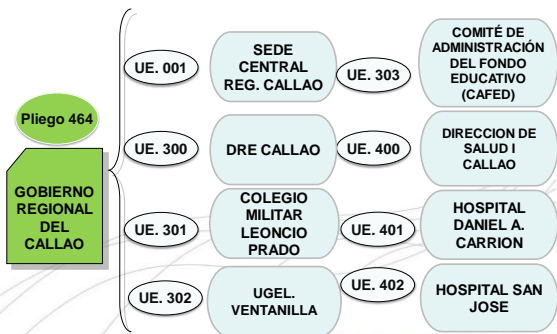 Pliego 464
GOBIERNO
REGIONAL
DEL
CALLAO
UE. 001
SEDE
CENTRAL
REG. CALLAO
UE. 300
DRE CALLAO
UE. 301
COLEGIO
MILITAR
LEONCIO
PRADO
UE. 302
UGEL.
VENTANILLA
UE. 303
COMITÉ DE
ADMINISTRACIÓN
DEL FONDO
EDUCATIVO
(CAFED)
UE. 400
DIRECCION DE
SALUD I
CALLAO
UE. 401
HOSPITAL
DANIEL A.
CARRION
UE. 402
HOSPITAL SAN
JOSE